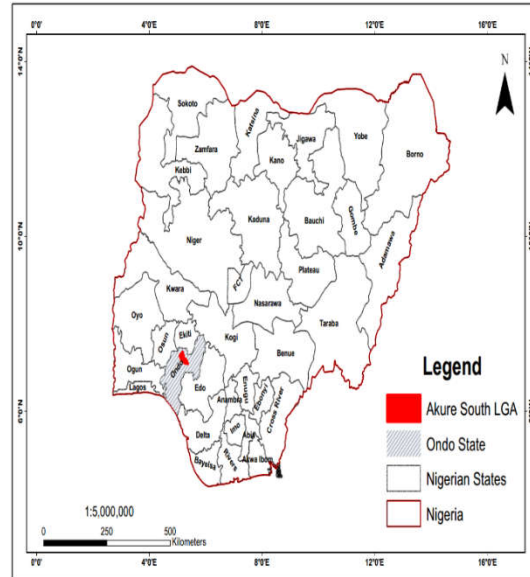 0°0' 4°0'E 8°0'E 12°0'E 16°0'E
14°0'N
N
Sokoto
Katsina
Jigawa
Yobe
Zamfara
Kano
Borno
Kebbi
Gombe
Kaduna
Bauchi
Adamawa
10°0'N
Niger
Plateau
FCT
Kwara
Nasarawa
Oyo
Taraba
Ekiti
Kogi
Osun
Benue
Ondo
Ogun
Lagos
Edo
Enugu
Ebonyi
Anambra
Cross River
6°0'N
Imo
Delta
Abia
Rivers
Bayelsa
Akwa Ibom
Legend
Akure South LGA
Ondo State
Nigerian States
Nigeria
1:5,000,000
0 250 500
Kilometers
0°0' 4°0'E 8°0'E 12°0'E 16°0'E